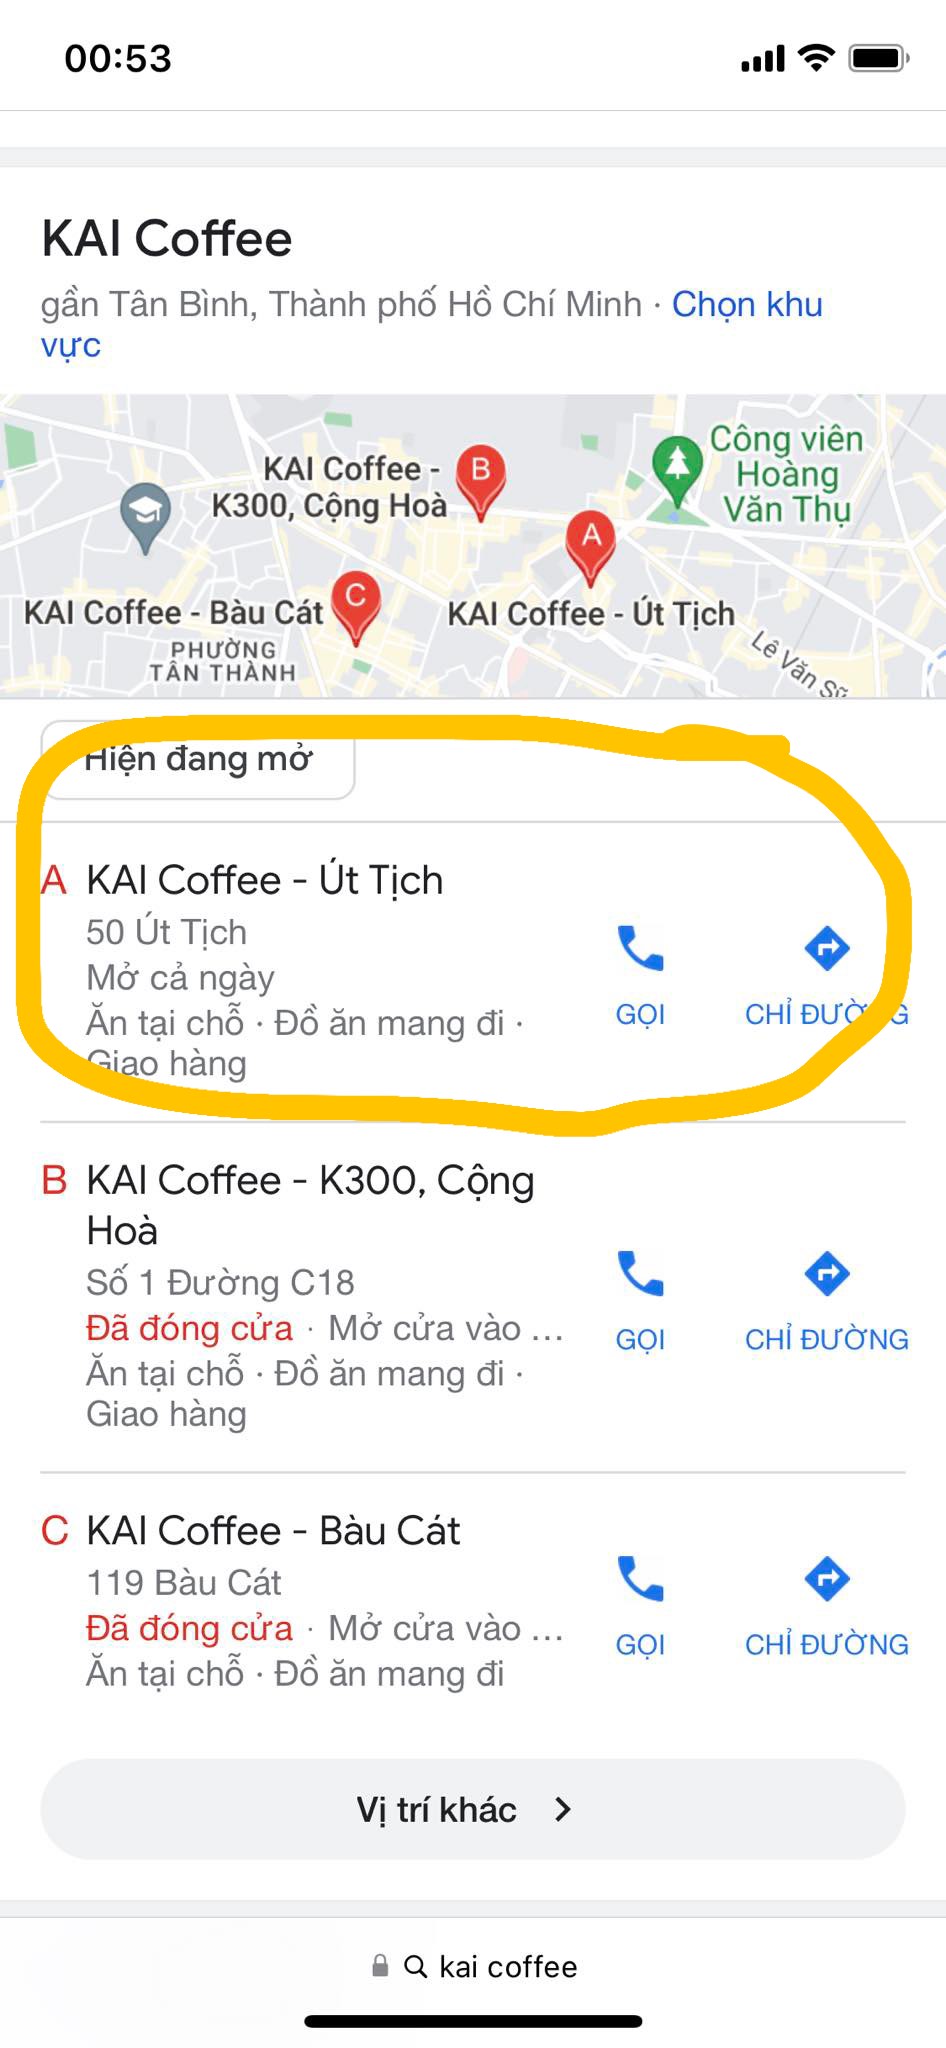 00:53
KAI Coffee
gần Tân Bình, Thành phố Hồ Chí Minh · Chọn khu
vực
Công viên
Hoàng
Văn Thụ
KAI Coffee -
K300, Cộng Hoà
B
A
C
KAI Coffee - Bàu Cát
KAI Coffee - Út Tịch
PHƯỜNG
TÂN THÀNH
Lê Văn Sỹ
Hiện đang mở
A KAI Coffee - Út Tịch
50 Út Tịch
Mở cả ngày
Ăn tại chỗ · Đồ ăn mang đi ·
Giao hàng
GỌI
CHỈ ĐƯỜNG
B KAI Coffee - K300, Cộng
Hoà
Số 1 Đường C18
Đã đóng cửa · Mở cửa vào ...
Ăn tại chỗ · Đồ ăn mang đi ·
Giao hàng
GỌI
CHỈ ĐƯỜNG
C KAI Coffee - Bàu Cát
119 Bàu Cát
Đã đóng cửa · Mở cửa vào ...
Ăn tại chỗ · Đồ ăn mang đi
GỌI
CHỈ ĐƯỜNG
Vị trí khác
kai coffee